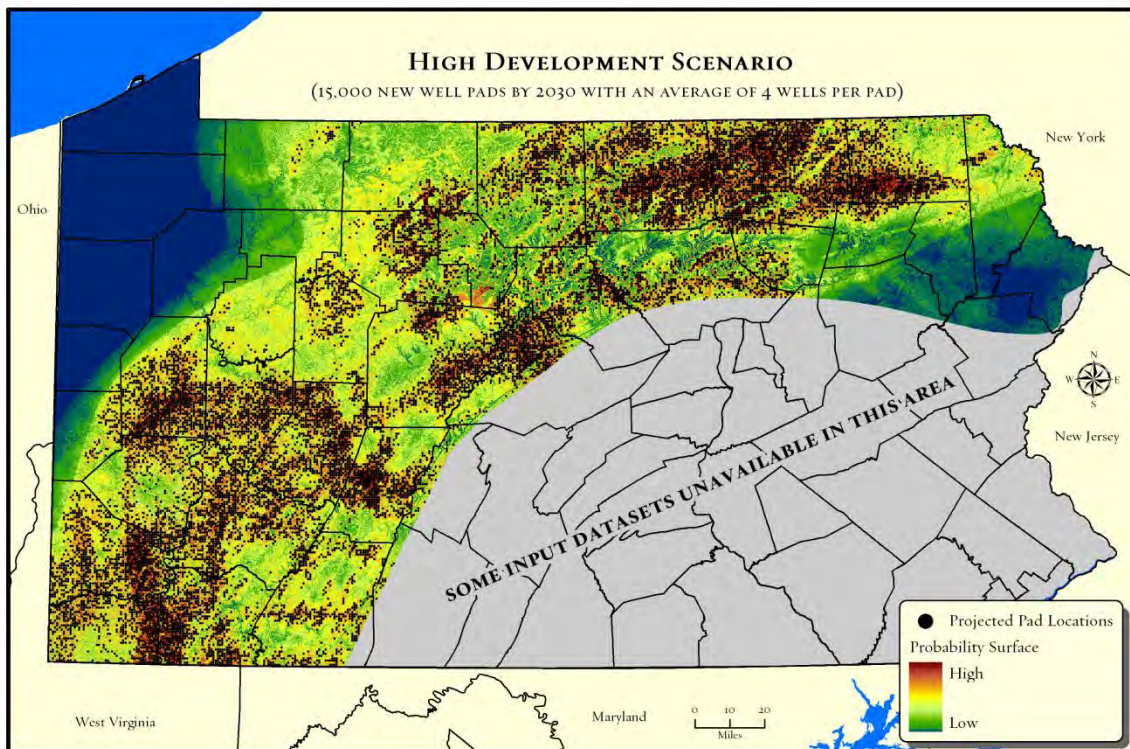 HIGH DEVELOPMENT SCENARIO
(15,000 NEW WELL PADS BY 2030 WITH AN AVERAGE OF 4 WELLS PER PAD)
New York
Ohio
N
W E
S
New Jersey
SOME INPUT DATASETS UNAVAILABLE IN THIS AREA
Projected Pad Locations
Probability Surface
High
Low
West Virginia
Maryland
0 10 20
Miles